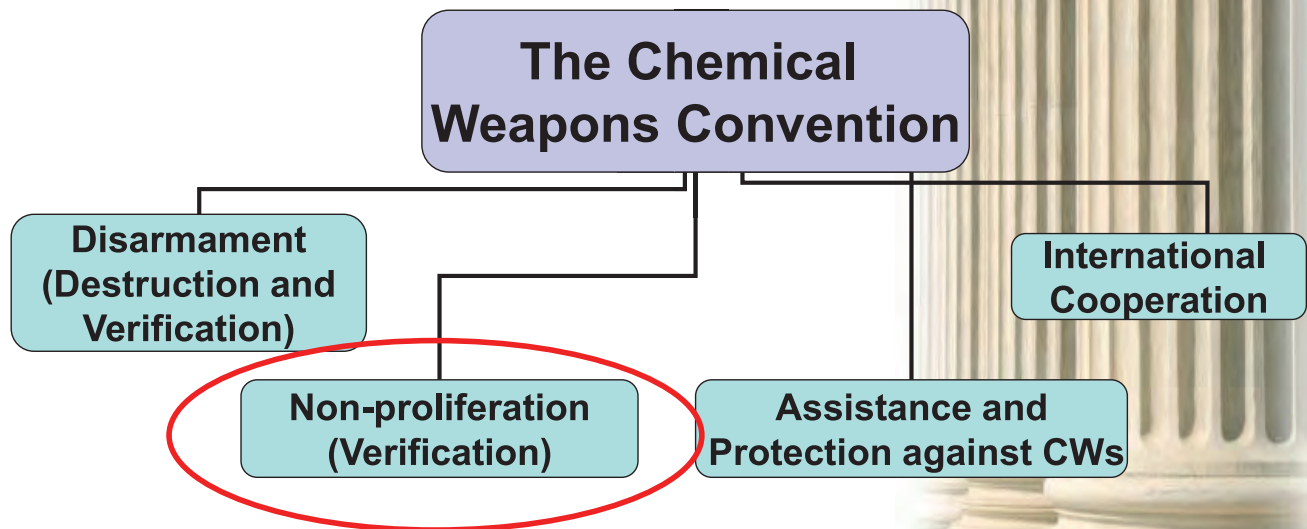 The Chemical
Weapons Convention
Disarmament
(Destruction and
Verification)
International
Cooperation
Non-proliferation
(Verification)
Assistance and
Protection against CWs